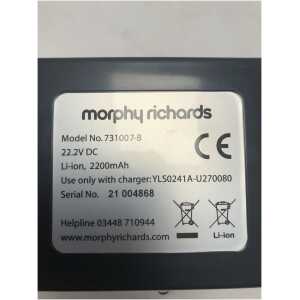 morphy richards
Model No. 731007-B
22.2V DC
Li-ion, 2200mAh
Use only with charger:YLS0241A-U270080
Serial No. 21 004868
Helpline 03448 710944
www.morphyrichards.com
CE
Li-ion